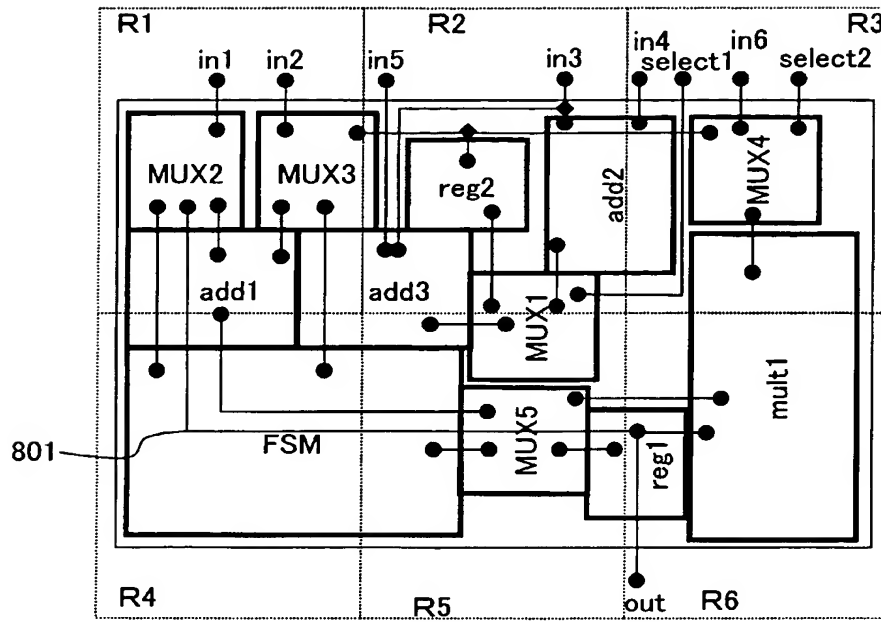 R1
R2
R3
in1
in2
in5
in3
in4
select1
in6
select2
MUX2
MUX3
reg2
add2
MUX4
add1
add3
MUX1
mult1
801
FSM
MUX5
reg1
R4
R5
out
R6